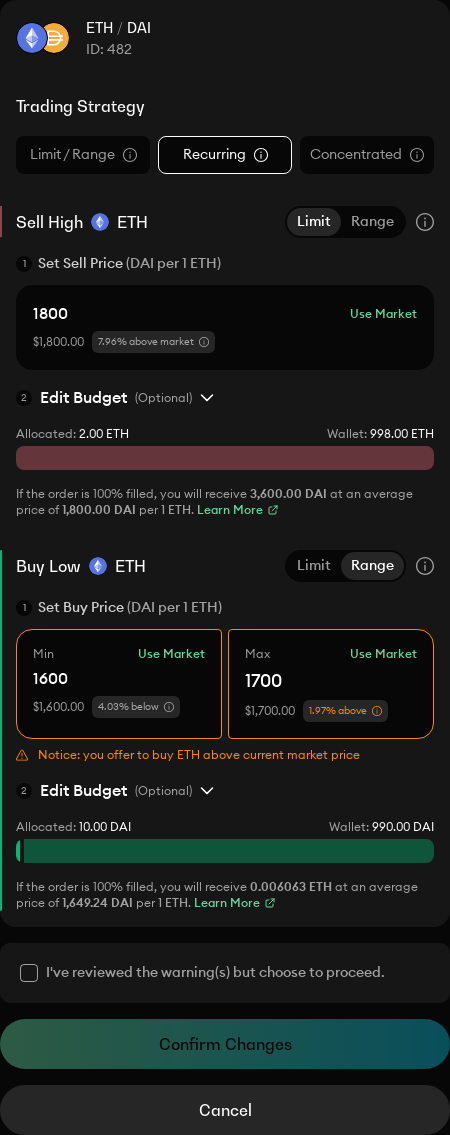 ETH / DAI
ID: 482
Trading Strategy
Limit / Range Recurring Concentrated
Sell High ETH Limit Range
1 Set Sell Price (DAI per 1 ETH)
1800 Use Market
$1,800.00 7.96% above market
2 Edit Budget (Optional)
Allocated: 2.00 ETH Wallet: 998.00 ETH
If the order is 100% filled, you will receive 3,600.00 DAI at an average
price of 1,800.00 DAI per 1 ETH. Learn More
Buy Low ETH Limit Range
1 Set Buy Price (DAI per 1 ETH)
Min Use Market Max Use Market
1600 1700
$1,600.00 4.03% below $1,700.00 1.97% above
Notice: you offer to buy ETH above current market price
2 Edit Budget (Optional)
Allocated: 10.00 DAI Wallet: 990.00 DAI
If the order is 100% filled, you will receive 0.006063 ETH at an average
price of 1,649.24 DAI per 1 ETH. Learn More
I've reviewed the warning(s) but choose to proceed.
Confirm Changes
Cancel